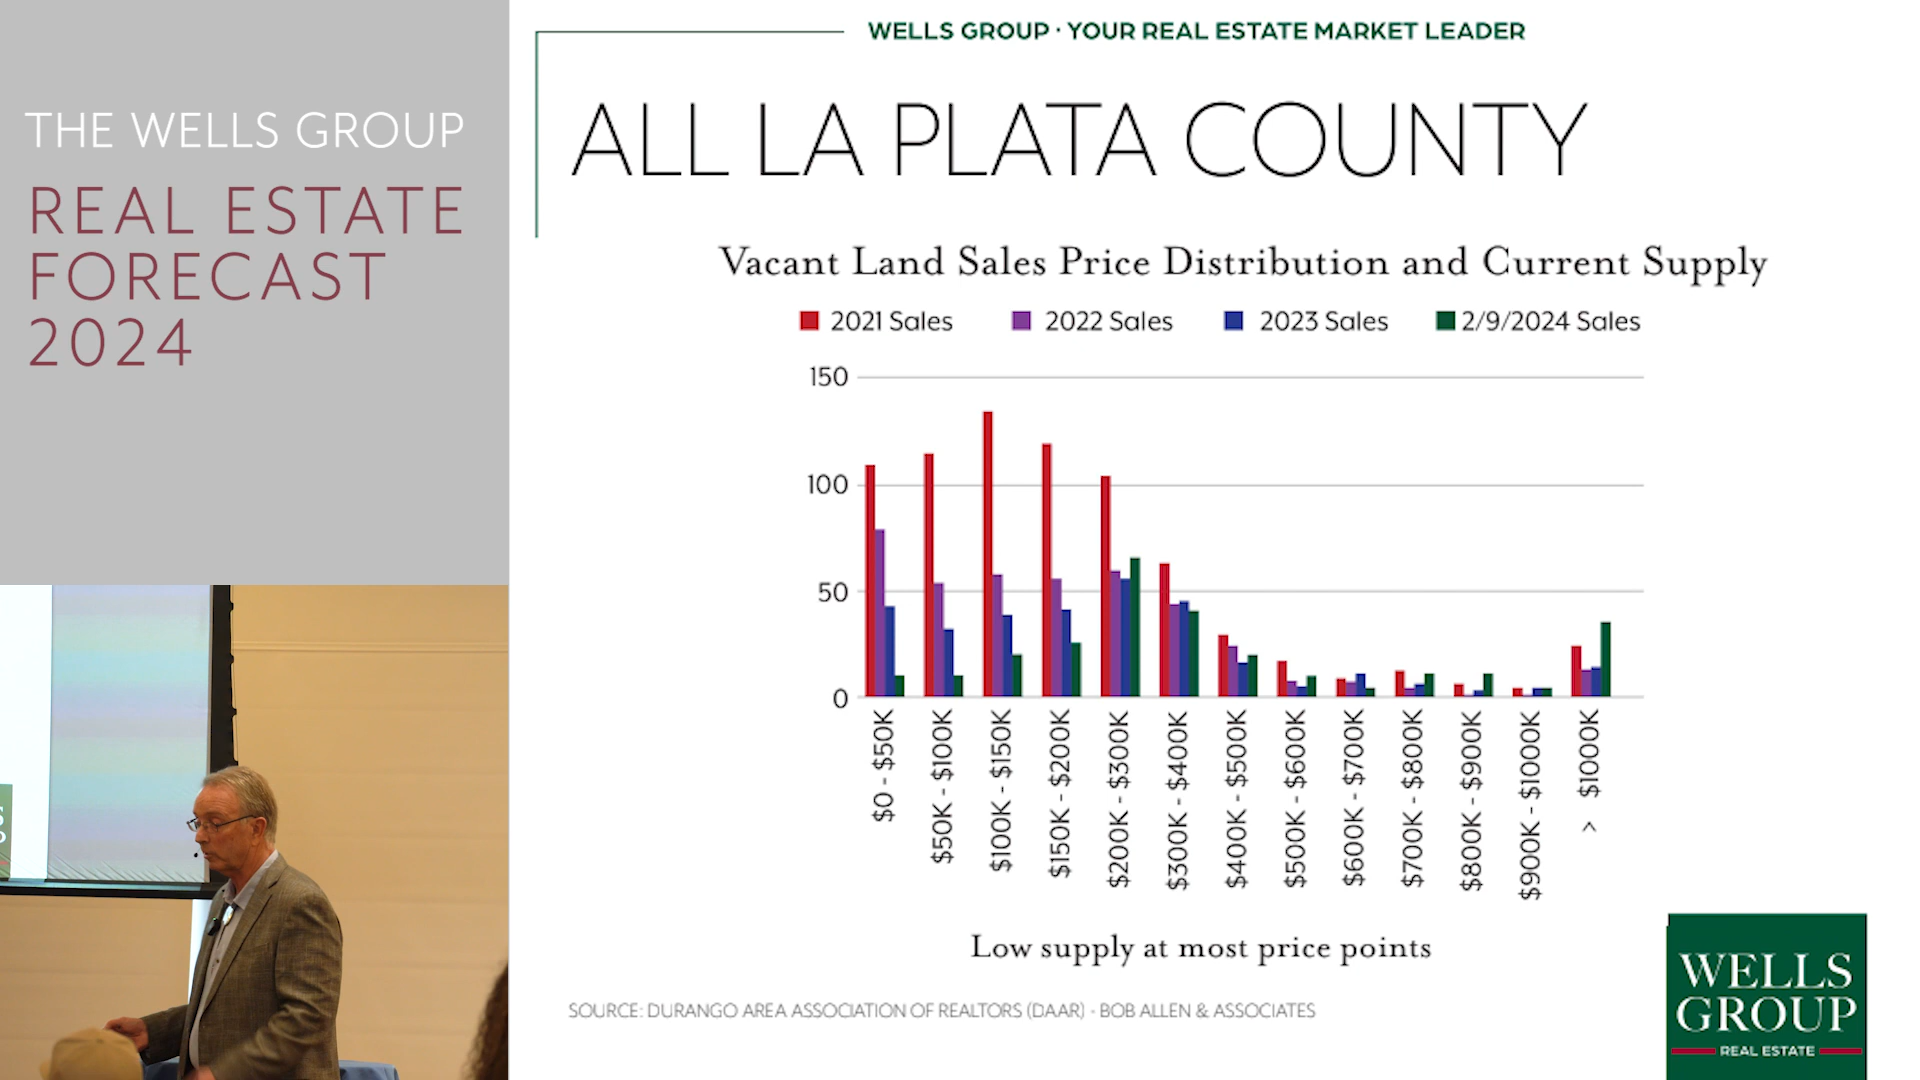 THE WELLS GROUP
REAL ESTATE
FORECAST
2024
WELLS GROUP · YOUR REAL ESTATE MARKET LEADER
ALL LA PLATA COUNTY
Vacant Land Sales Price Distribution and Current Supply
2021 Sales 2022 Sales 2023 Sales 2/9/2024 Sales
150
100
50
0
$0 - $50K
$50K - $100K
$100K - $150K
$150K - $200K
$200K - $300K
$300K - $400K
$400K - $500K
$500K - $600K
$600K - $700K
$700K - $800K
$800K - $900K
$900K - $1000K
> $1000K
Low supply at most price points
SOURCE: DURANGO AREA ASSOCIATION OF REALTORS (DAAR) - BOB ALLEN & ASSOCIATES
WELLS
GROUP
REAL ESTATE